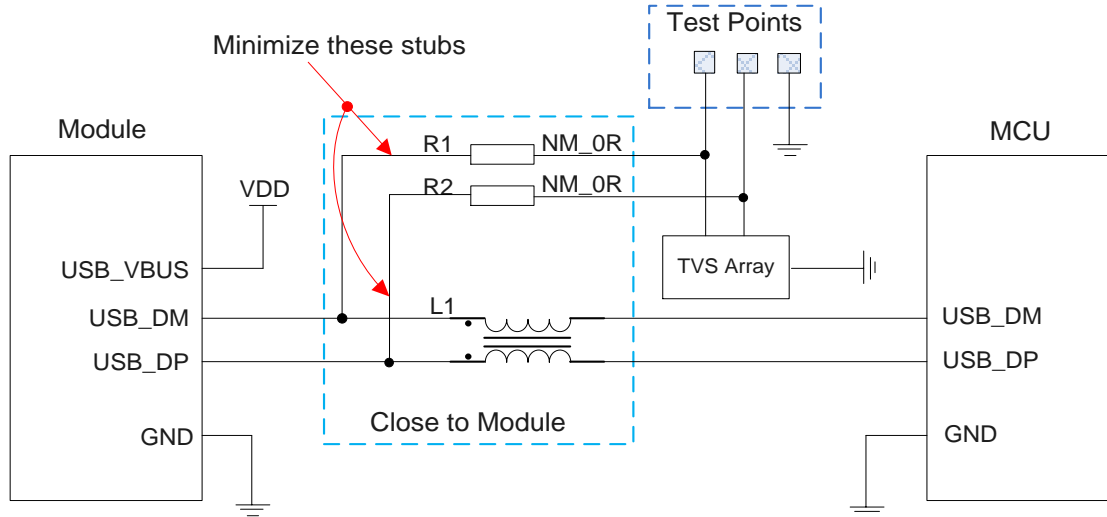 Test Points
Minimize these stubs
Module
MCU
R1
NM_0R
R2
NM_0R
VDD
TVS Array
USB_VBUS
L1
USB_DM
USB_DM
USB_DP
USB_DP
Close to Module
GND
GND